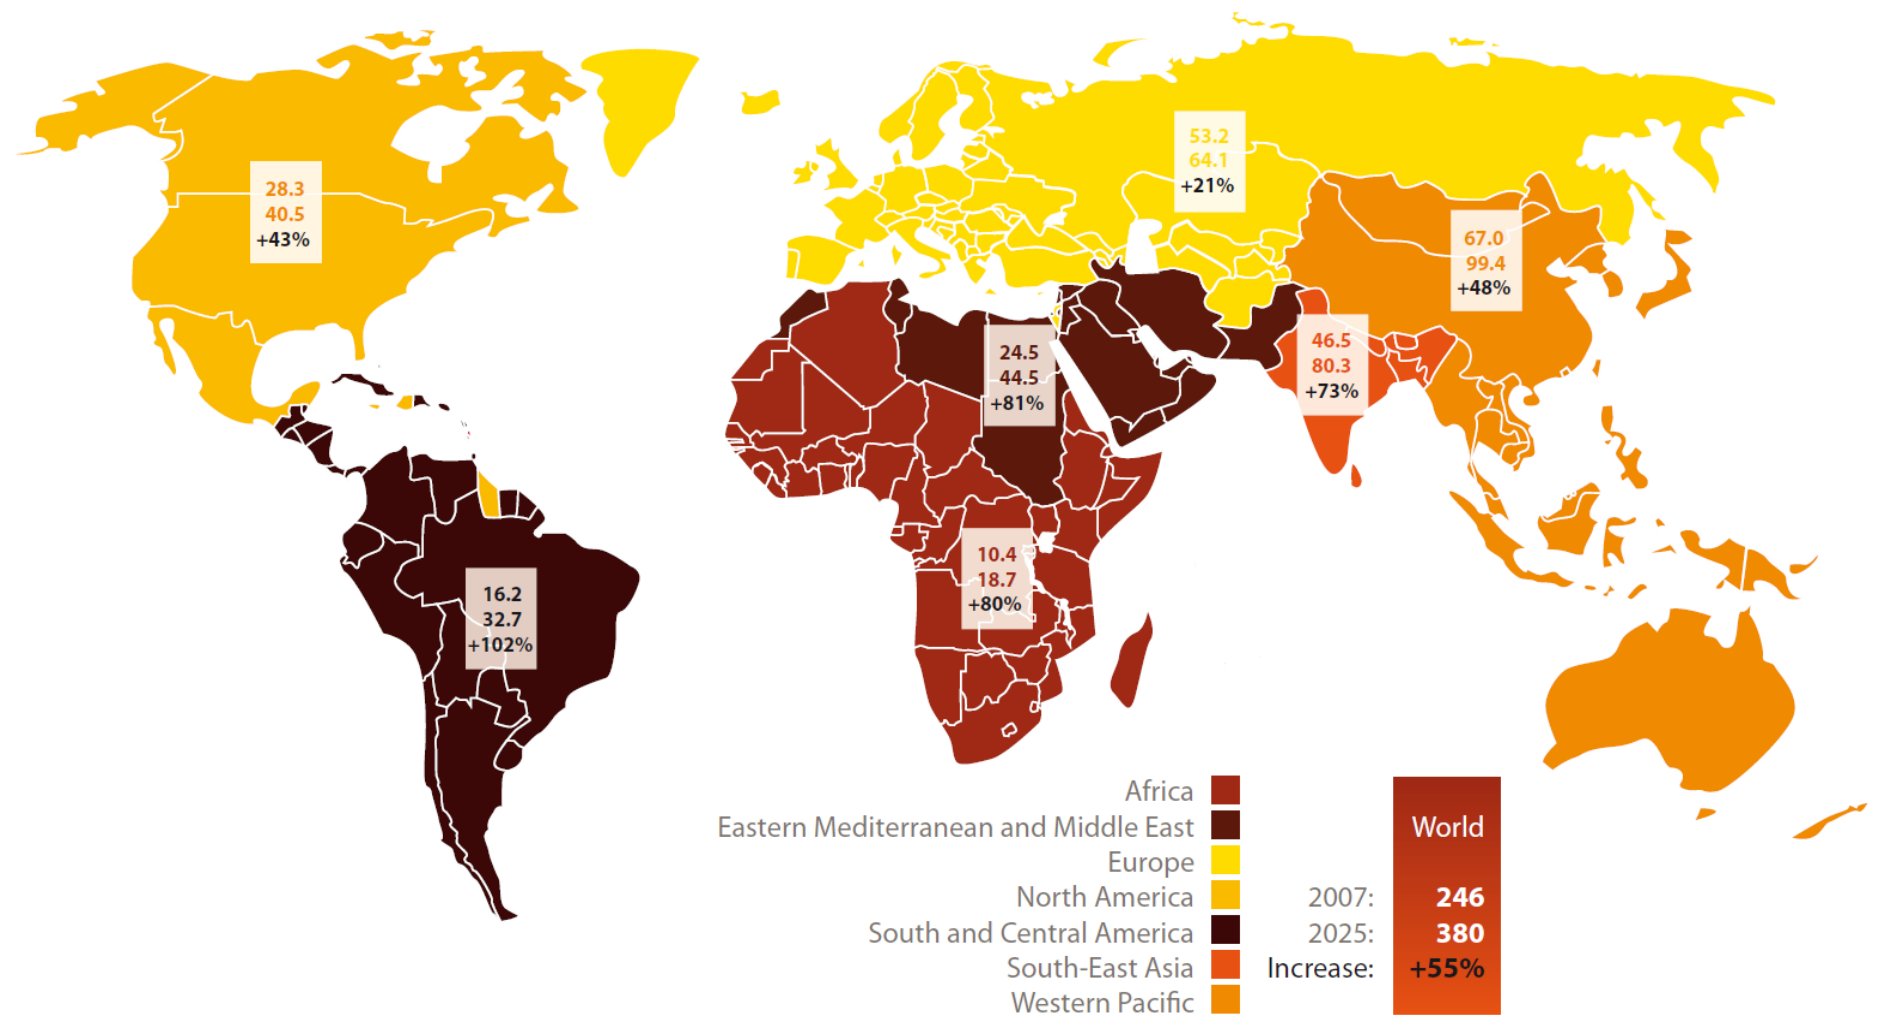 53.2
64.1
+21%
28.3
40.5
+43%
67.0
99.4
+48%
46.5
80.3
+73%
24.5
44.5
+81%
10.4
18.7
+80%
16.2
32.7
+102%
Africa
Eastern Mediterranean and Middle East
Europe
North America
South and Central America
South-East Asia
Western Pacific
World
2007: 246
2025: 380
Increase: +55%